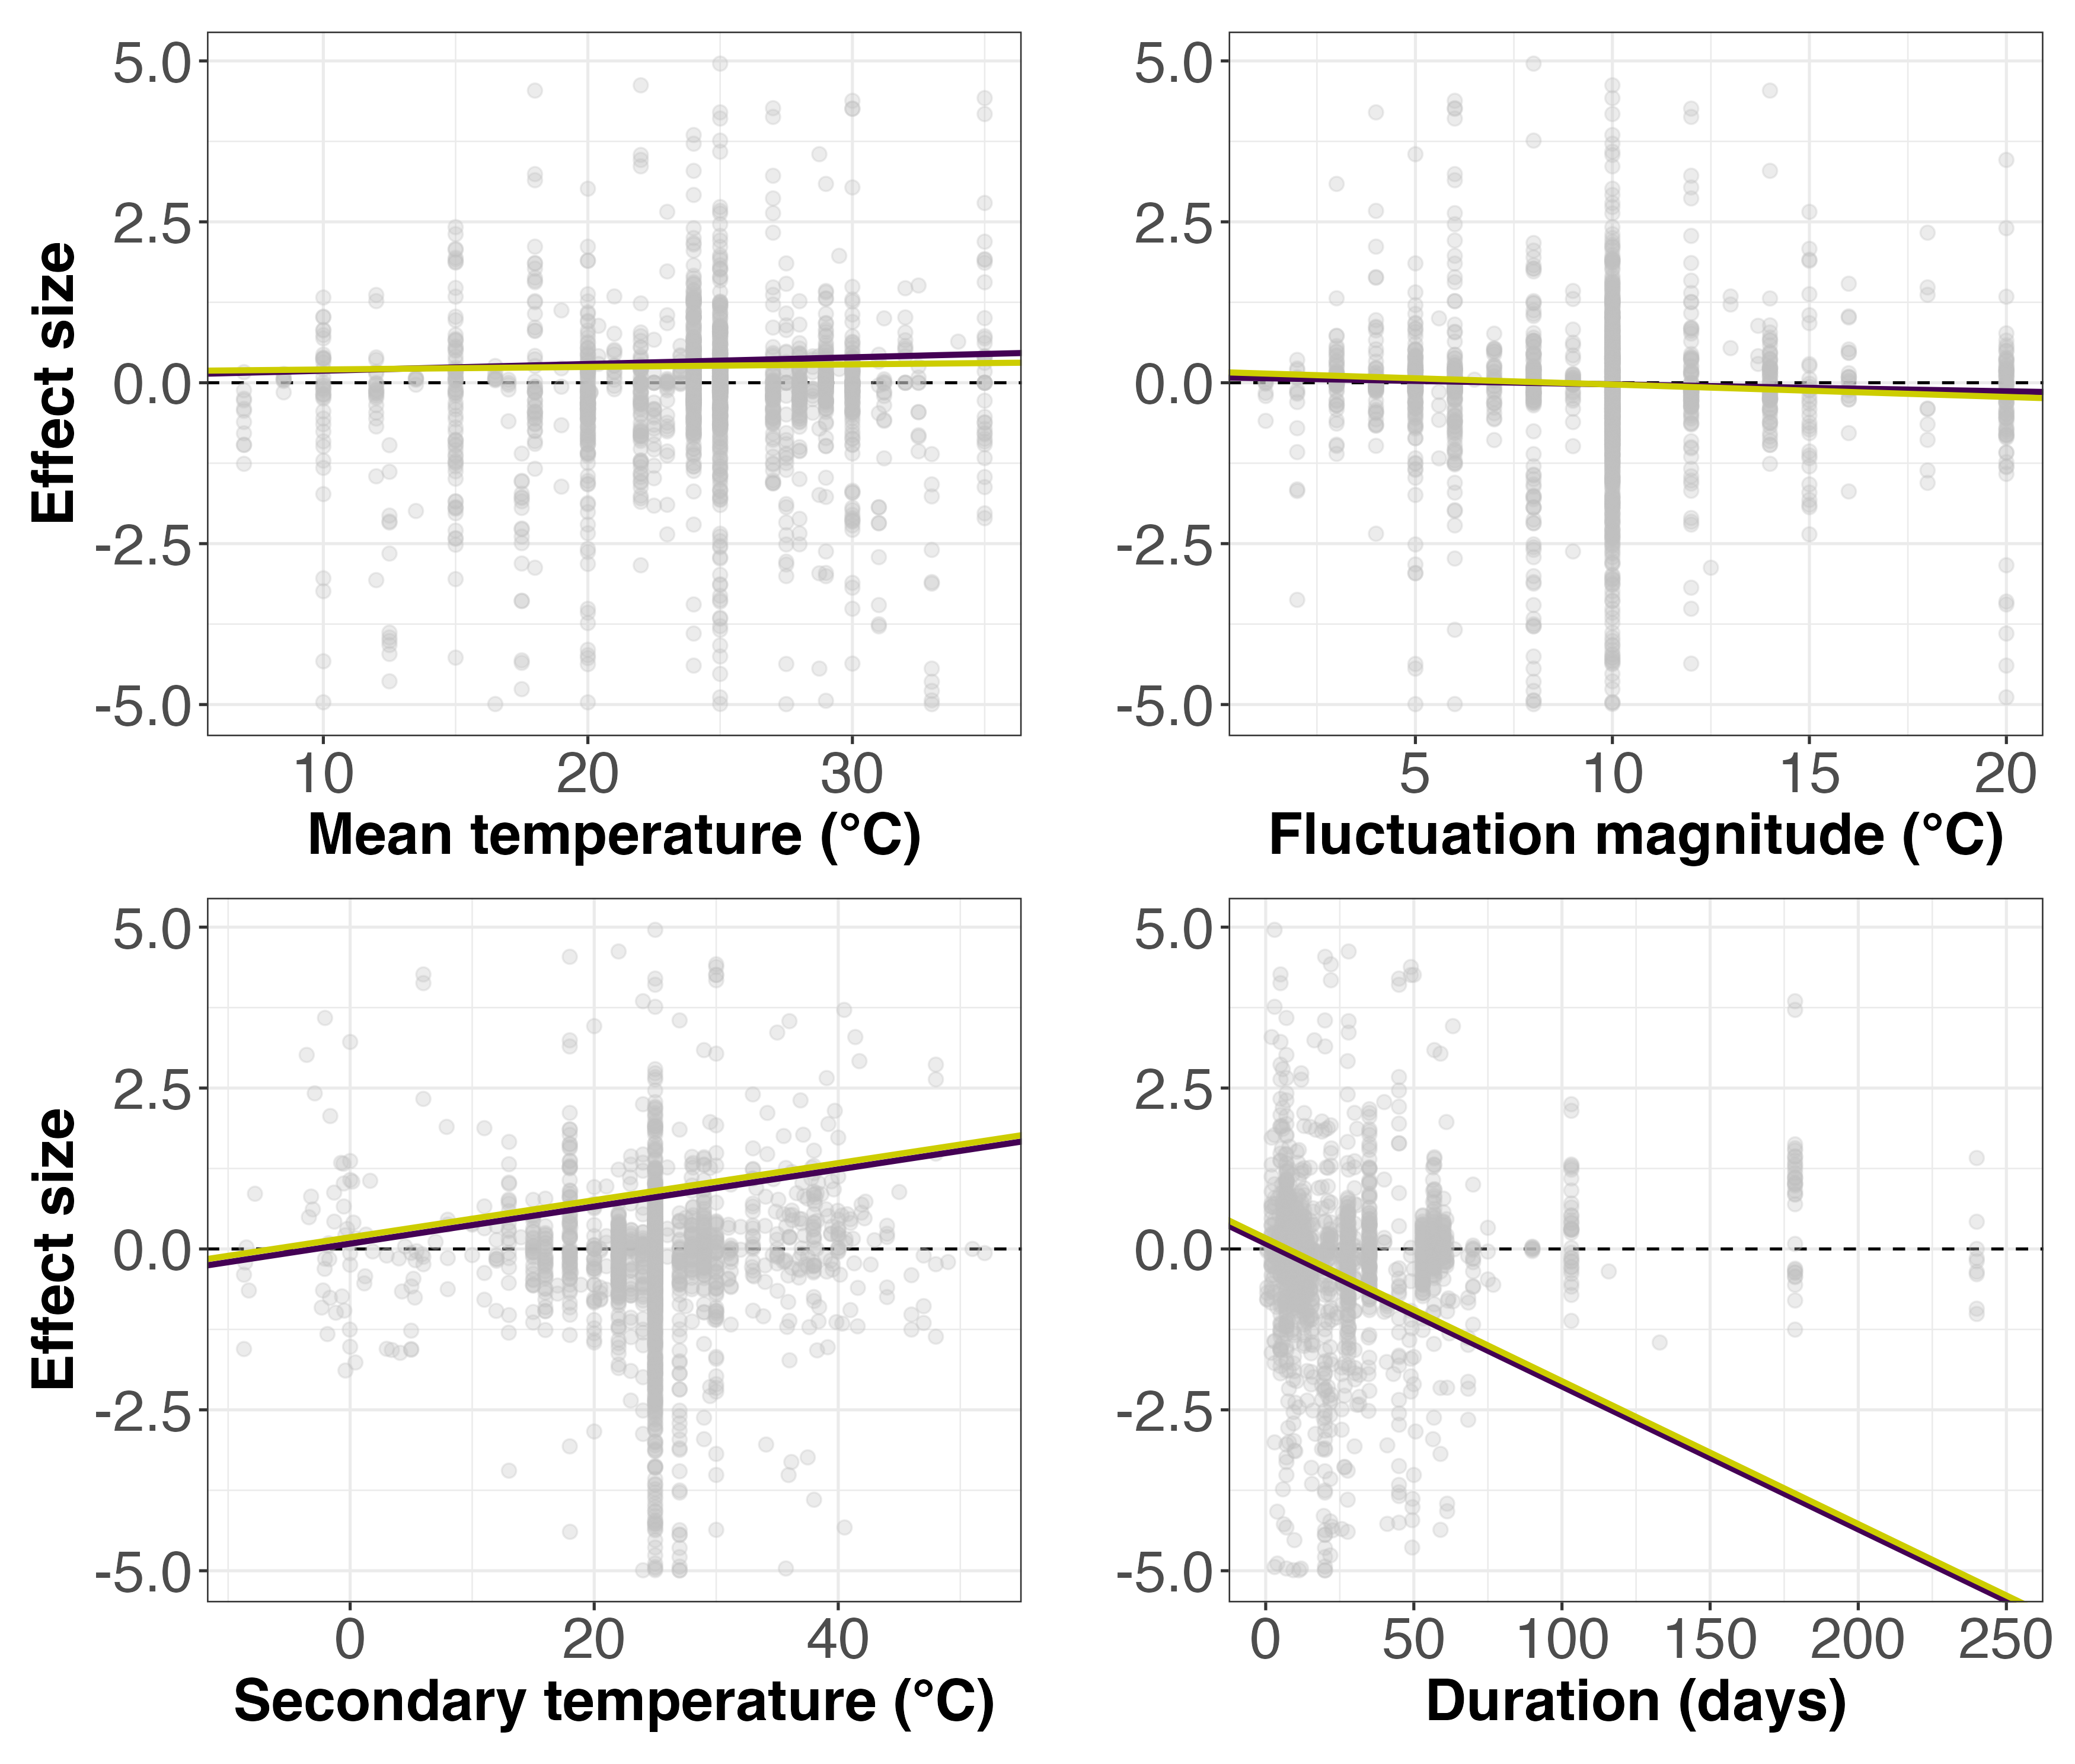 5.0
2.5
0.0
-2.5
-5.0
Effect size
10 20 30
Mean temperature (°C)
5.0
2.5
0.0
-2.5
-5.0
5 10 15 20
Fluctuation magnitude (°C)
5.0
2.5
0.0
-2.5
-5.0
Effect size
0 20 40
Secondary temperature (°C)
5.0
2.5
0.0
-2.5
-5.0
0 50 100 150 200 250
Duration (days)